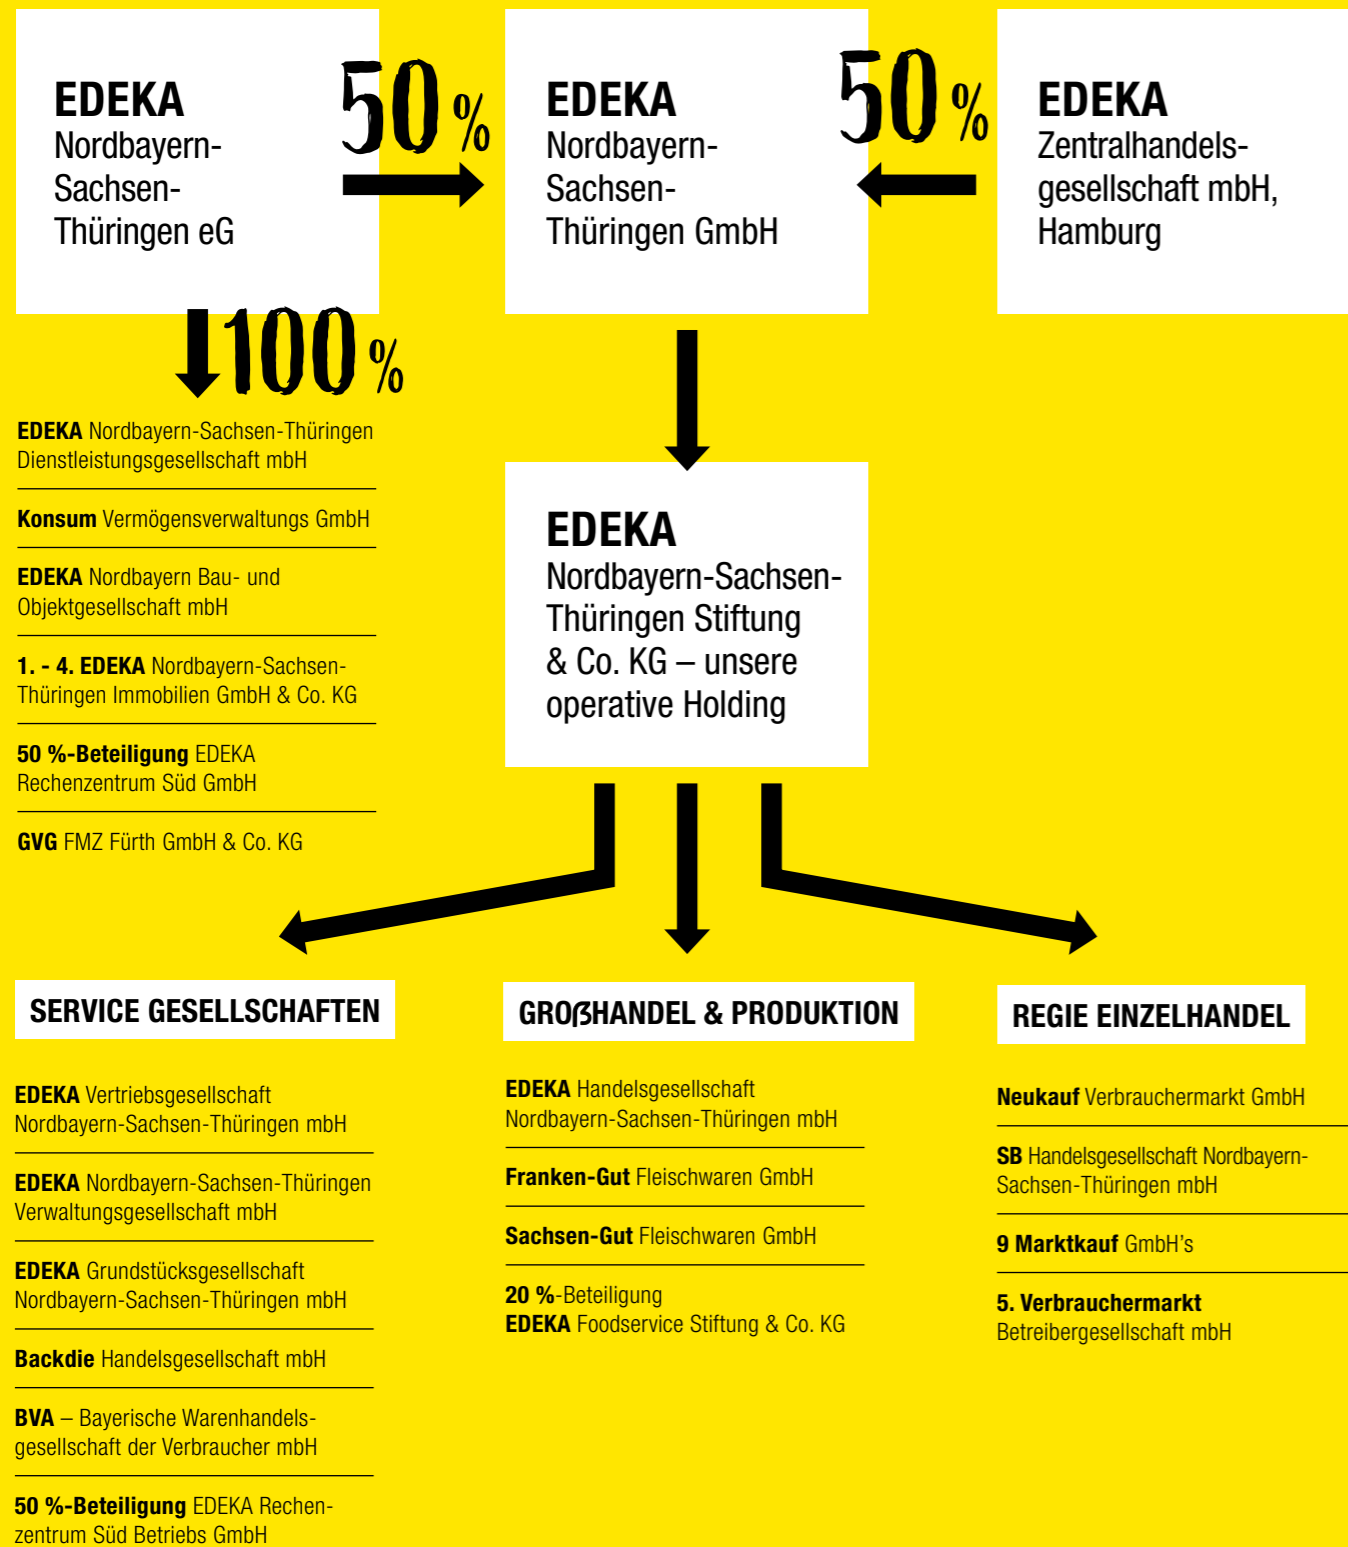 EDEKA
Nordbayern-
Sachsen-
Thüringen eG
50 %
EDEKA
Nordbayern-
Sachsen-
Thüringen GmbH
50 %
EDEKA
Zentralhandels-
gesellschaft mbH,
Hamburg
100 %
EDEKA Nordbayern-Sachsen-Thüringen
Dienstleistungsgesellschaft mbH
Konsum Vermögensverwaltungs GmbH
EDEKA Nordbayern Bau- und
Objektgesellschaft mbH
1. - 4. EDEKA Nordbayern-Sachsen-
Thüringen Immobilien GmbH & Co. KG
50 %-Beteiligung EDEKA
Rechenzentrum Süd GmbH
GVG FMZ Fürth GmbH & Co. KG
EDEKA
Nordbayern-Sachsen-
Thüringen Stiftung
& Co. KG – unsere
operative Holding
SERVICE GESELLSCHAFTEN
EDEKA Vertriebsgesellschaft
Nordbayern-Sachsen-Thüringen mbH
EDEKA Nordbayern-Sachsen-Thüringen
Verwaltungsgesellschaft mbH
EDEKA Grundstücksgesellschaft
Nordbayern-Sachsen-Thüringen mbH
Backdie Handelsgesellschaft mbH
BVA – Bayerische Warenhandels-
gesellschaft der Verbraucher mbH
50 %-Beteiligung EDEKA Rechen-
zentrum Süd Betriebs GmbH
GROßHANDEL & PRODUKTION
EDEKA Handelsgesellschaft
Nordbayern-Sachsen-Thüringen mbH
Franken-Gut Fleischwaren GmbH
Sachsen-Gut Fleischwaren GmbH
20 %-Beteiligung
EDEKA Foodservice Stiftung & Co. KG
REGIE EINZELHANDEL
Neukauf Verbrauchermarkt GmbH
SB Handelsgesellschaft Nordbayern-
Sachsen-Thüringen mbH
9 Marktkauf GmbH's
5. Verbrauchermarkt
Betreibergesellschaft mbH